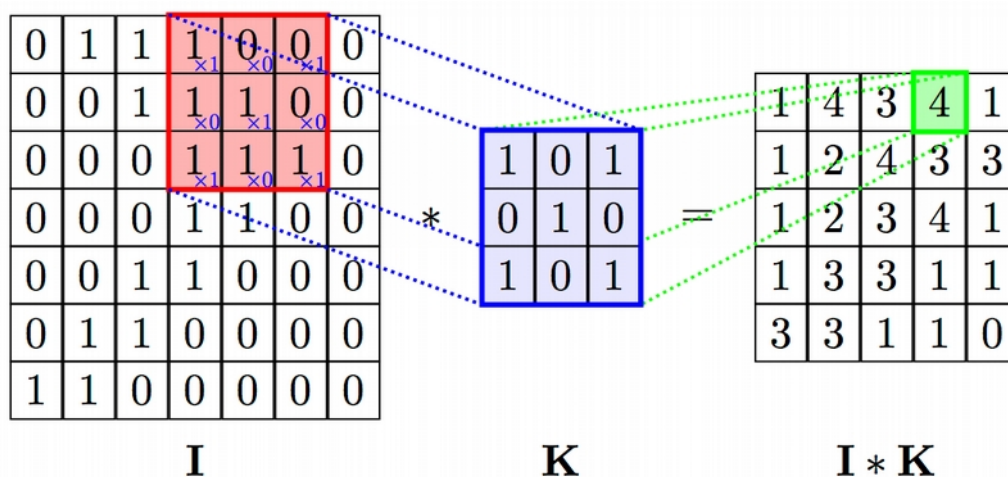 0 1 1 1 0 0 0
×1 ×0 ×1
0 0 1 1 1 0 0
×0 ×1 ×0
0 0 0 1 1 1 0
×1 ×0 ×1
0 0 0 1 1 0 0
0 0 1 1 0 0 0
0 1 1 0 0 0 0
1 1 0 0 0 0 0
I
*
1 0 1
0 1 0
1 0 1
K
=
1 4 3 4 1
1 2 4 3 3
1 2 3 4 1
1 3 3 1 1
3 3 1 1 0
I * K